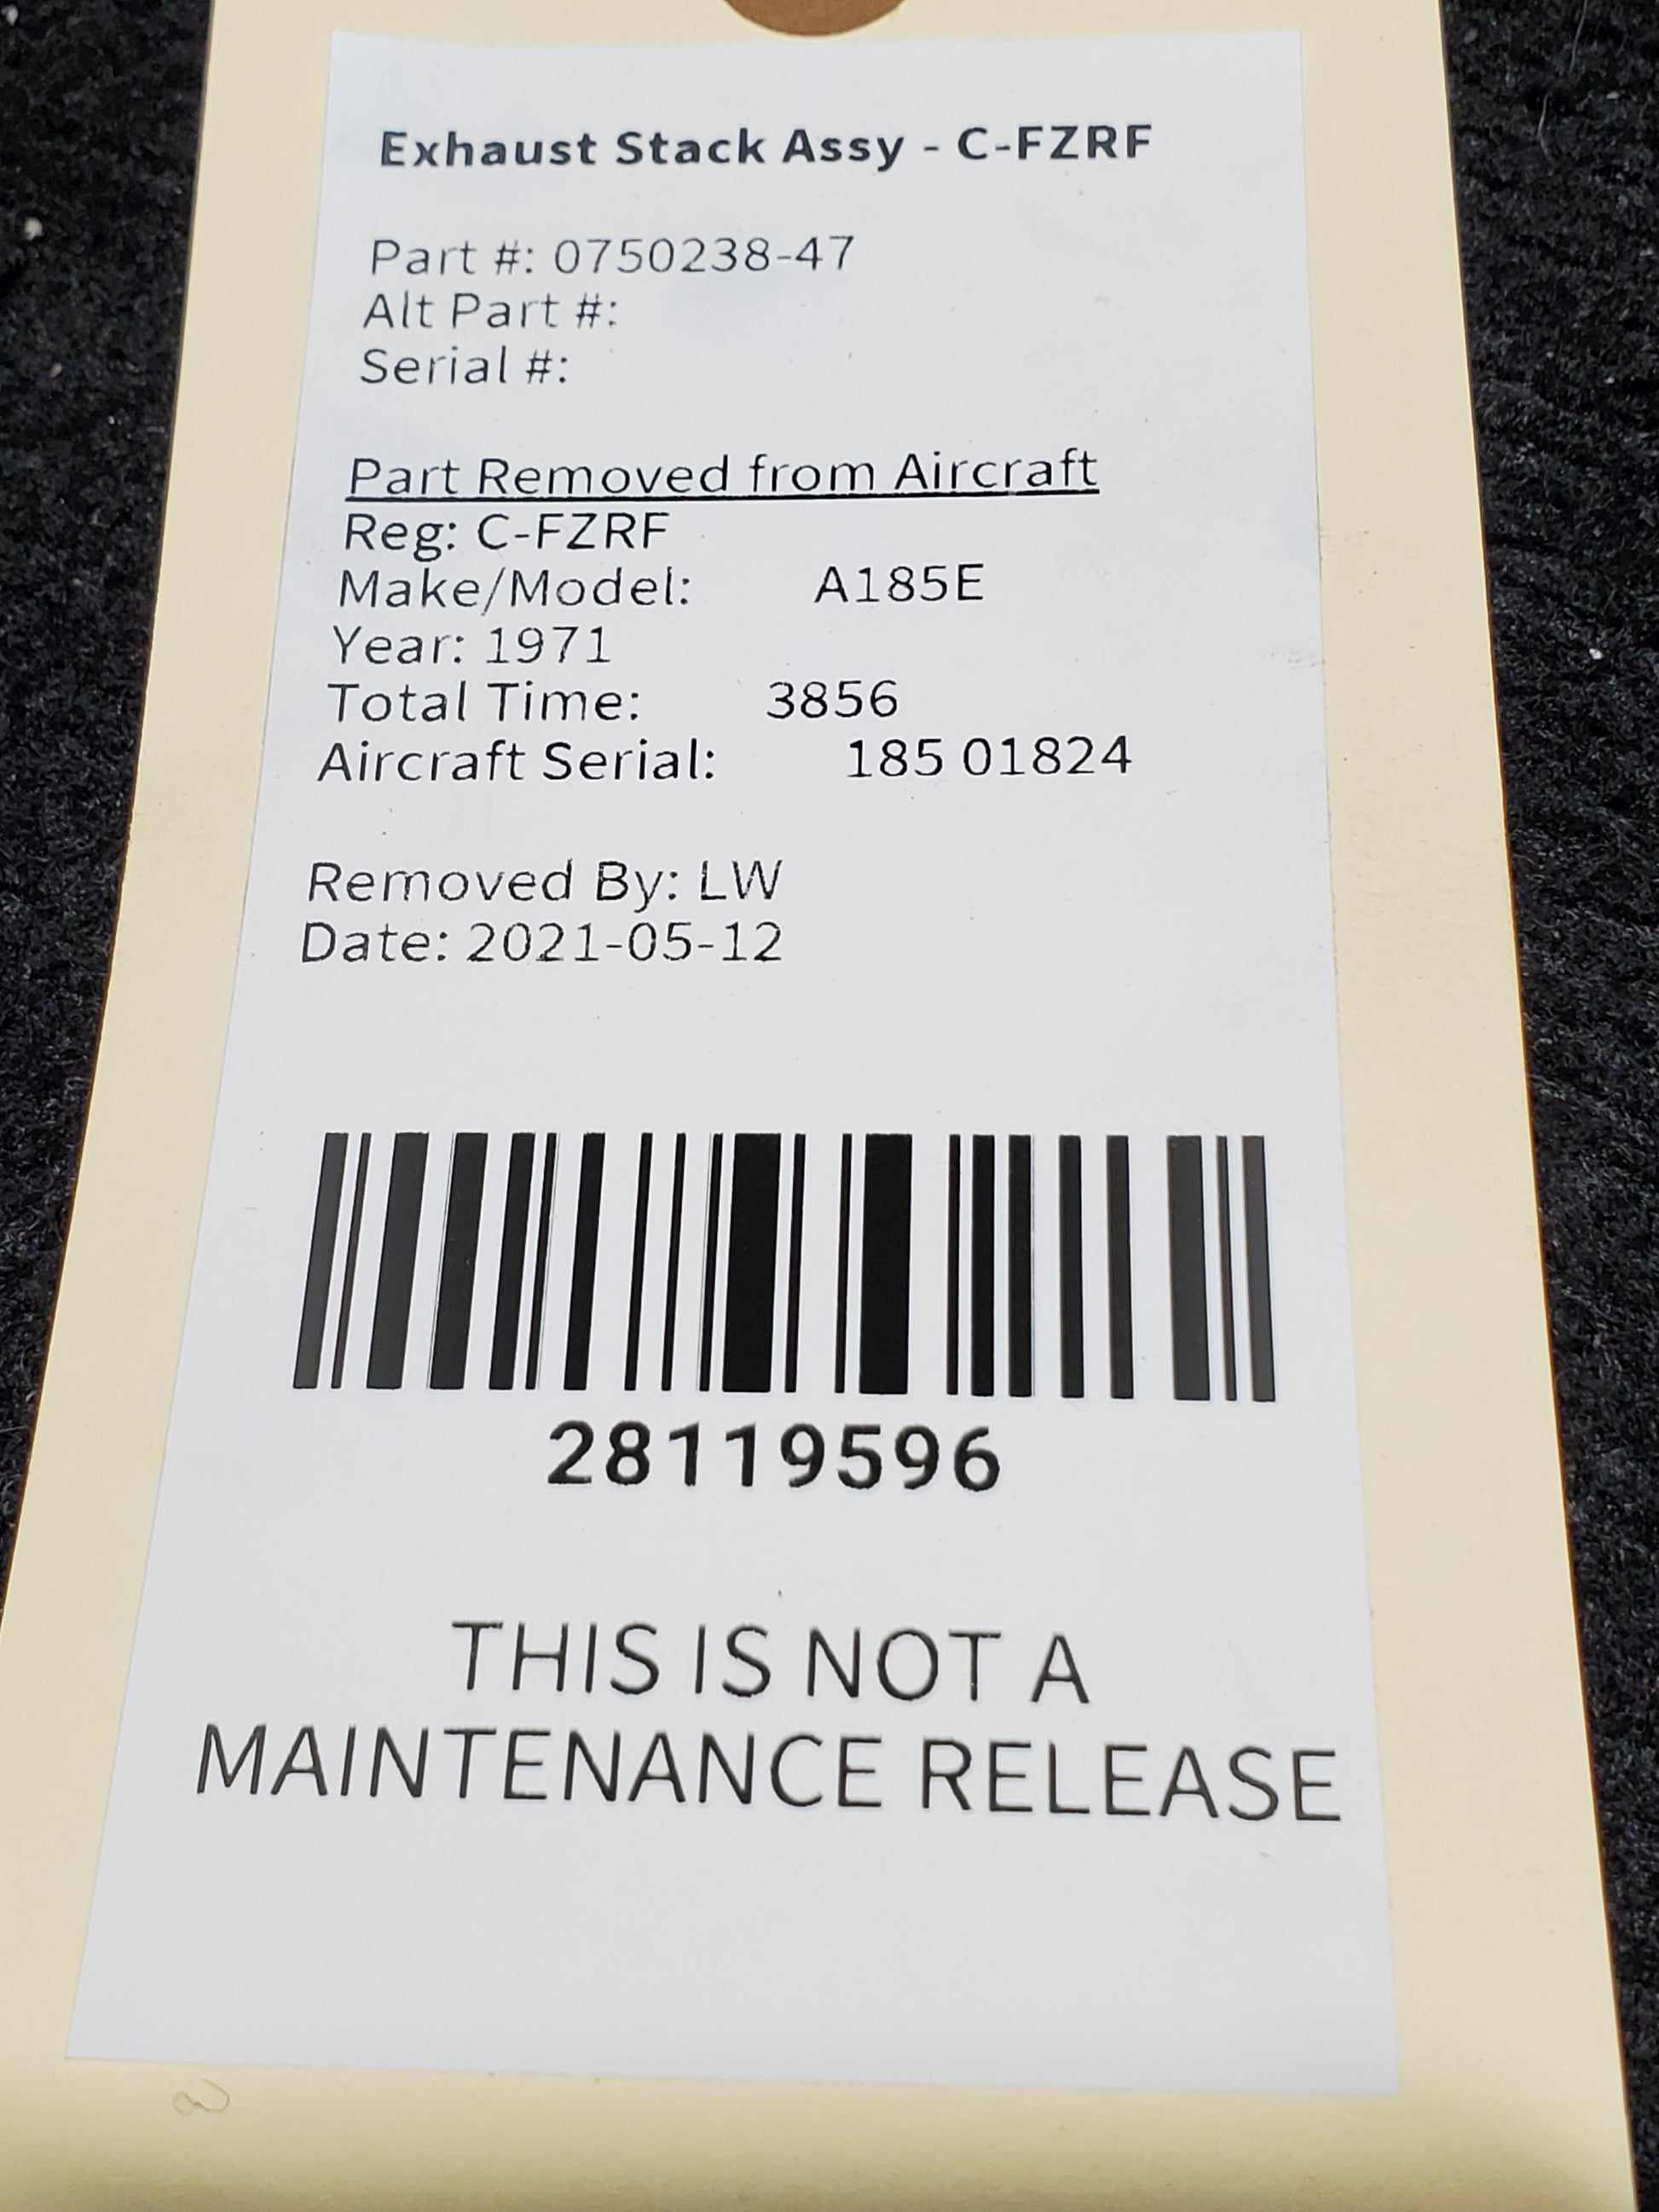 Exhaust Stack Assy - C-FZRF
Part #: 0750238-47
Alt Part #:
Serial #:
Part Removed from Aircraft
Reg: C-FZRF
Make/Model: A185E
Year: 1971
Total Time: 3856
Aircraft Serial: 185 01824
Removed By: LW
Date: 2021-05-12
28119596
THIS IS NOT A
MAINTENANCE RELEASE